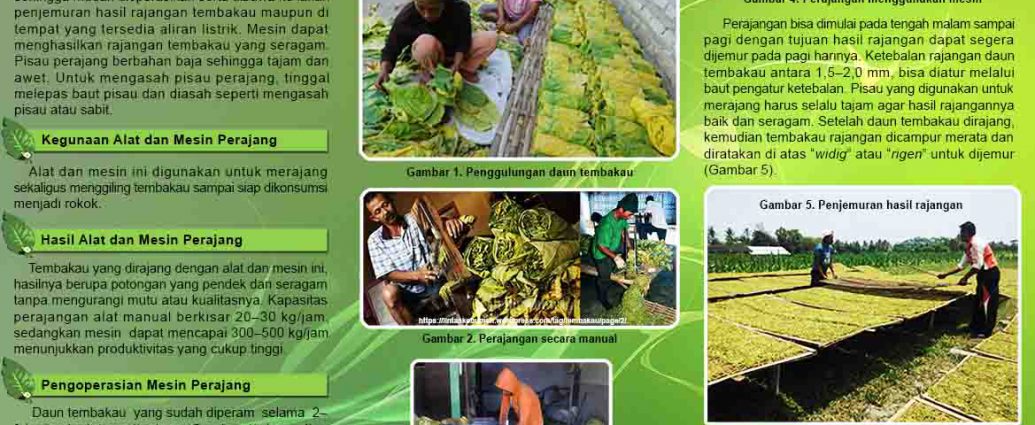 penjemuran hasil rajangan tembakau maupun di
tempat yang tersedia aliran listrik. Mesin dapat
menghasilkan rajangan tembakau yang seragam.
Pisau perajang berbahan baja sehingga tajam dan
awet. Untuk mengasah pisau perajang, tinggal
melepas baut pisau dan diasah seperti mengasah
pisau atau sabit.
Kegunaan Alat dan Mesin Perajang
Alat dan mesin ini digunakan untuk merajang
sekaligus menggiling tembakau sampai siap dikonsumsi
menjadi rokok.
Hasil Alat dan Mesin Perajang
Tembakau yang dirajang dengan alat dan mesin ini,
hasilnya berupa potongan yang pendek dan seragam
tanpa mengurangi mutu atau kualitasnya. Kapasitas
perajangan alat manual berkisar 20–30 kg/jam,
sedangkan mesin dapat mencapai 300–500 kg/jam
menunjukkan produktivitas yang cukup tinggi.
Pengoperasian Mesin Perajang
Daun tembakau yang sudah diperam selama 2–
Gambar 1. Penggulungan daun tembakau
Gambar 2. Perajangan secara manual
Gambar 4. Perajangan menggunakan mesin
Perajangan bisa dimulai pada tengah malam sampai
pagi dengan tujuan hasil rajangan dapat segera
dijemur pada pagi harinya. Ketebalan rajangan daun
tembakau antara 1,5–2,0 mm, bisa diatur melalui
baut pengatur ketebalan. Pisau yang digunakan untuk
merajang harus selalu tajam agar hasil rajangannya
baik dan seragam. Setelah daun tembakau dirajang,
kemudian tembakau rajangan dicampur merata dan
diratakan di atas "widig" atau "rigen" untuk dijemur
(Gambar 5).
Gambar 5. Penjemuran hasil rajangan